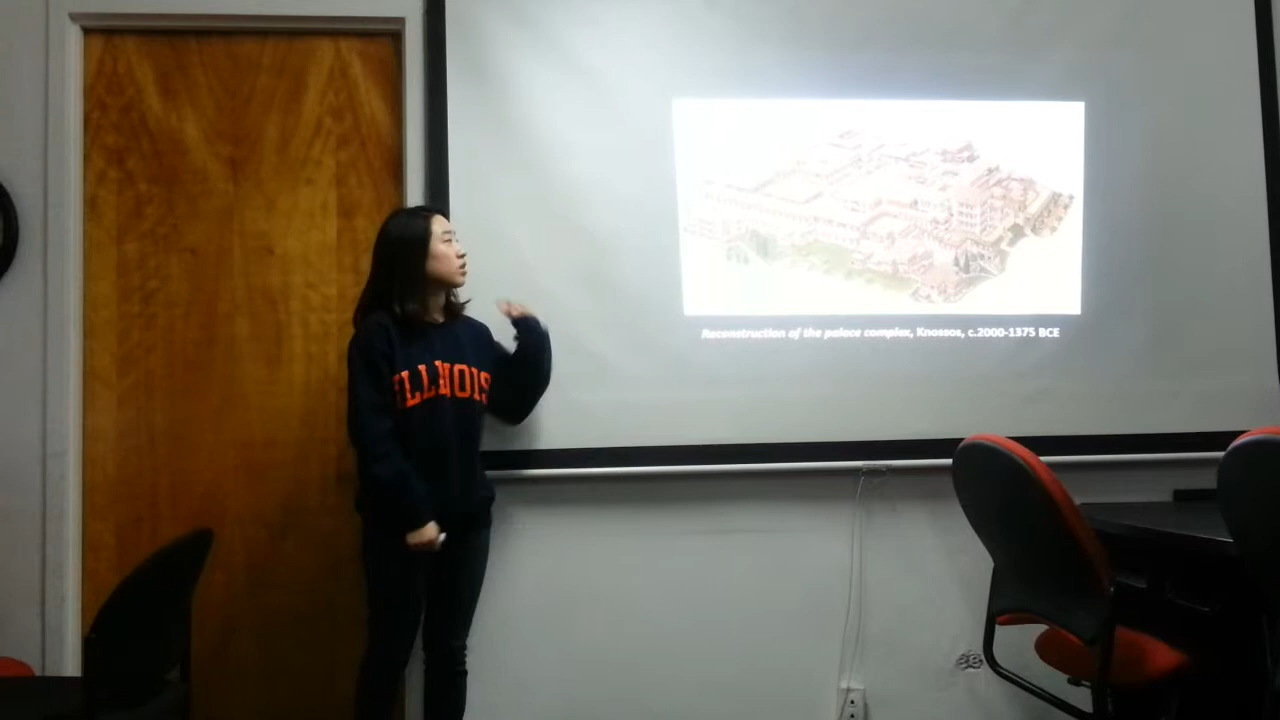 ILLINOIS
Reconstruction of the palace complex, Knossos, c.2000-1375 BCE